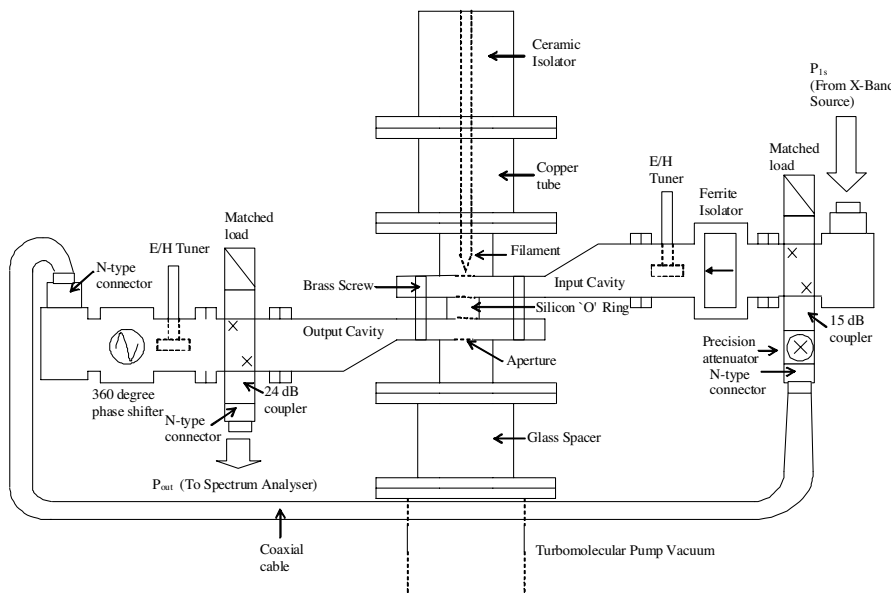 Ceramic
Isolator
P1s
(From X-Band
Source)
Matched
load
E/H
Tuner
Ferrite
Isolator
Copper
tube
Matched
load
E/H Tuner
N-type
connector
Filament
Brass Screw
Input Cavity
Silicon `O' Ring
Output Cavity
15 dB
coupler
Precision
attenuator
N-type
connector
Aperture
360 degree
phase shifter
24 dB
coupler
N-type
connector
Glass Spacer
Pout (To Spectrum Analyser)
Coaxial
cable
Turbomolecular Pump Vacuum